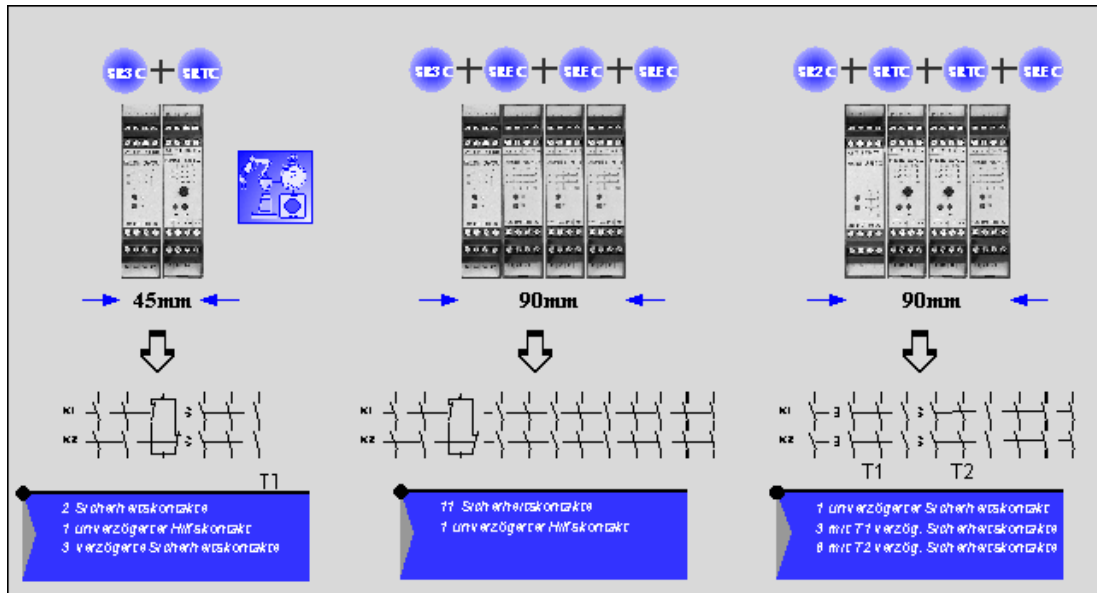 SR3C + SRTC
SR3C + SREC + SREC + SREC
SR2C + SRTC + SRTC + SREC
45mm
90mm
90mm
K1
K2
T1
K1
K2
K1
K2
T1 T2
2 Sicherheitskontakte
1 unverzögerter Hilfskontakt
3 verzögerte Sicherheitskontakte
11 Sicherheitskontakte
1 unverzögerter Hilfskontakt
1 unverzögerter Sicherheitskontakt
3 mit T1 verzög. Sicherheitskontakte
6 mit T2 verzög. Sicherheitskontakte